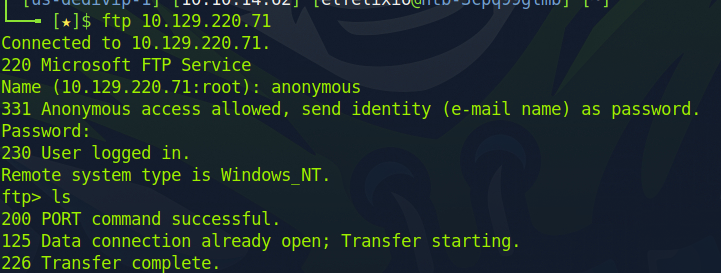 [★]$ ftp 10.129.220.71
Connected to 10.129.220.71.
220 Microsoft FTP Service
Name (10.129.220.71:root): anonymous
331 Anonymous access allowed, send identity (e-mail name) as password.
Password:
230 User logged in.
Remote system type is Windows_NT.
ftp> ls
200 PORT command successful.
125 Data connection already open; Transfer starting.
226 Transfer complete.